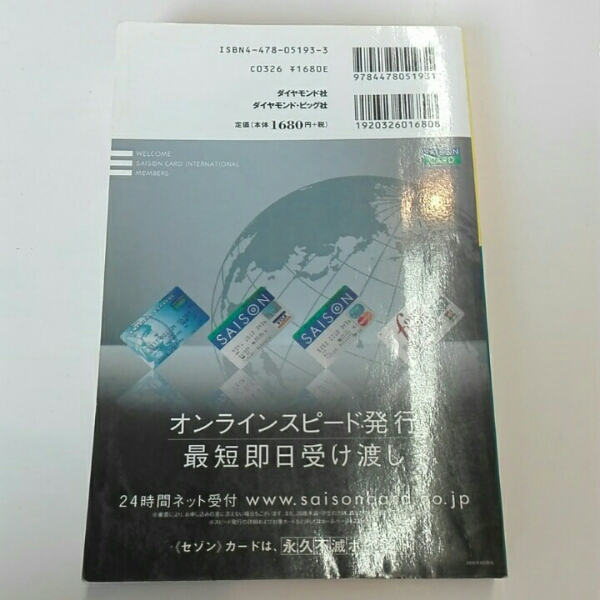 ISBN4-478-05193-3
C0326 ¥1680E
9784478051931
ダイヤモンド社
ダイヤモンド・ビッグ社
定価(本体1680円+税)
1920326016808
WELCOME
SAISON CARD INTERNATIONAL
MEMBERS
SAISON
CARD
SAISON
SAISON
オンラインスピード発行
最短即日受け渡し
24時間ネット受付 www.saisoncard.co.jp
《セゾン》カードは、永久不滅